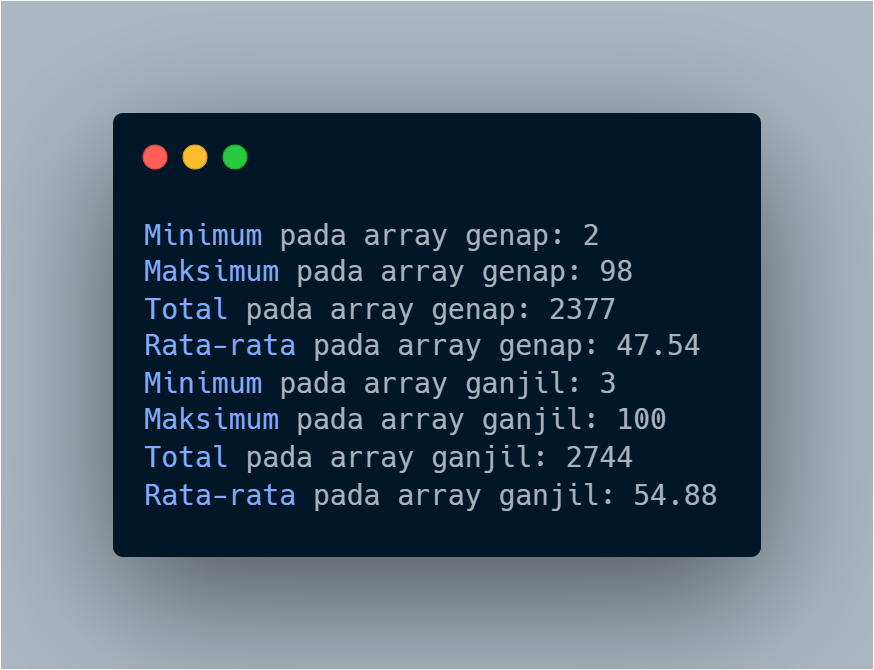 Minimum pada array genap: 2
Maksimum pada array genap: 98
Total pada array genap: 2377
Rata-rata pada array genap: 47.54
Minimum pada array ganjil: 3
Maksimum pada array ganjil: 100
Total pada array ganjil: 2744
Rata-rata pada array ganjil: 54.88